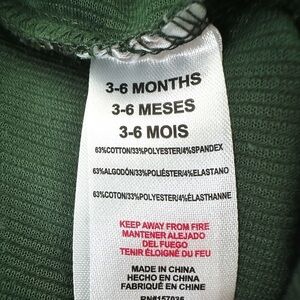 3-6 MONTHS
3-6 MESES
3-6 MOIS
63%COTTON/33%POLYESTER/4%SPANDEX
63%ALGODÓN/33%POLIÉSTER/4%ELASTANO
63%COTON/33%POLYESTER/4%ÉLASTHANNE
KEEP AWAY FROM FIRE
MANTENER ALEJADO
DEL FUEGO
TENIR ÉLOIGNÉ DU FEU
MADE IN CHINA
HECHO EN CHINA
FABRIQUÉ EN CHINE
RN#157035